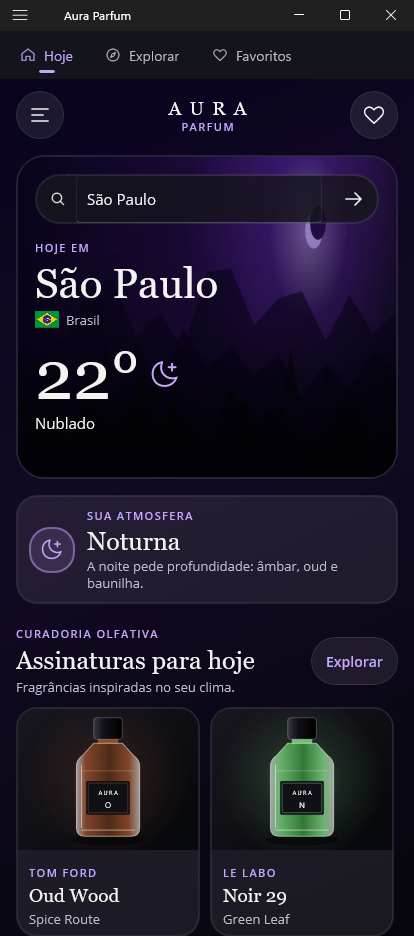 Aura Parfum
Hoje
Explorar
Favoritos
AURA
PARFUM
São Paulo
HOJE EM
São Paulo
Brasil
22°
Nublado
SUA ATMOSFERA
Noturna
A noite pede profundidade: âmbar, oud e
baunilha.
CURADORIA OLFATIVA
Assinaturas para hoje
Explorar
Fragrâncias inspiradas no seu clima.
AURA
O
AURA
N
TOM FORD
Oud Wood
Spice Route
LE LABO
Noir 29
Green Leaf